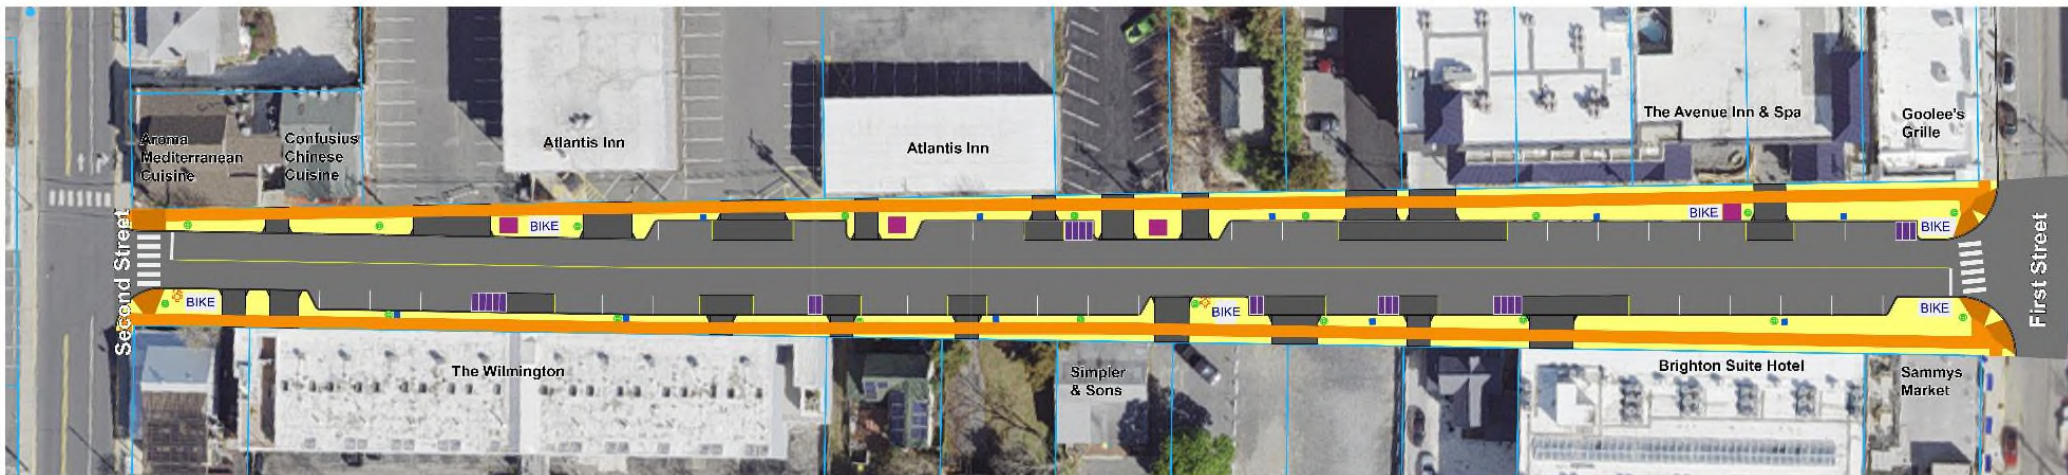 Aroma
Mediterranean
Cuisine
Confusius
Chinese
Cuisine
Atlantis Inn
Atlantis Inn
The Avenue Inn & Spa
Goolee's
Grille
BIKE
BIKE
BIKE
Second Street
First Street
BIKE
BIKE
BIKE
The Wilmington
Simpler
& Sons
Brighton Suite Hotel
Sammys
Market